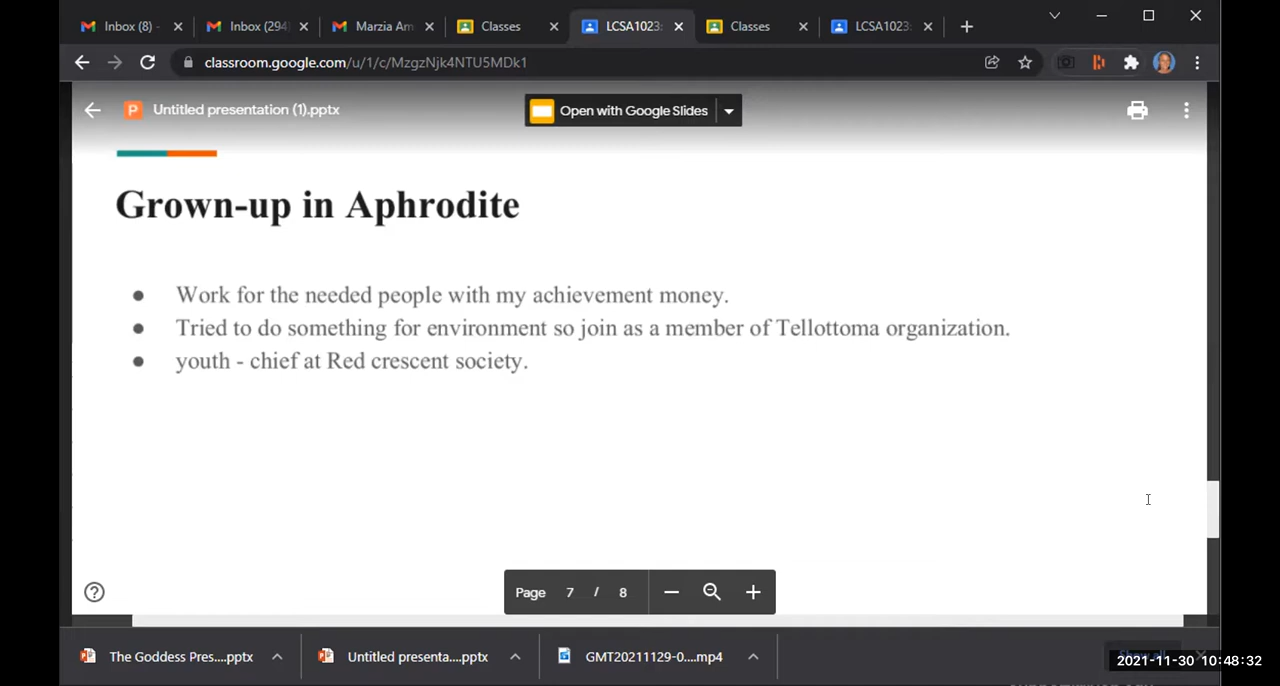 Inbox (8) -
Inbox (294
Marzia Am
Classes
LCSA1023:
Classes
LCSA1023:
classroom.google.com/u/1/c/MzgzNjk4NTU5MDk1
P
Untitled presentation (1).pptx
Open with Google Slides
Grown-up in Aphrodite
● Work for the needed people with my achievement money.
● Tried to do something for environment so join as a member of Tellottoma organization.
● youth - chief at Red crescent society.
Page 7 / 8
The Goddess Pres....pptx
Untitled presenta....pptx
GMT20211129-0....mp4
Show all
2021-11-30 10:48:32